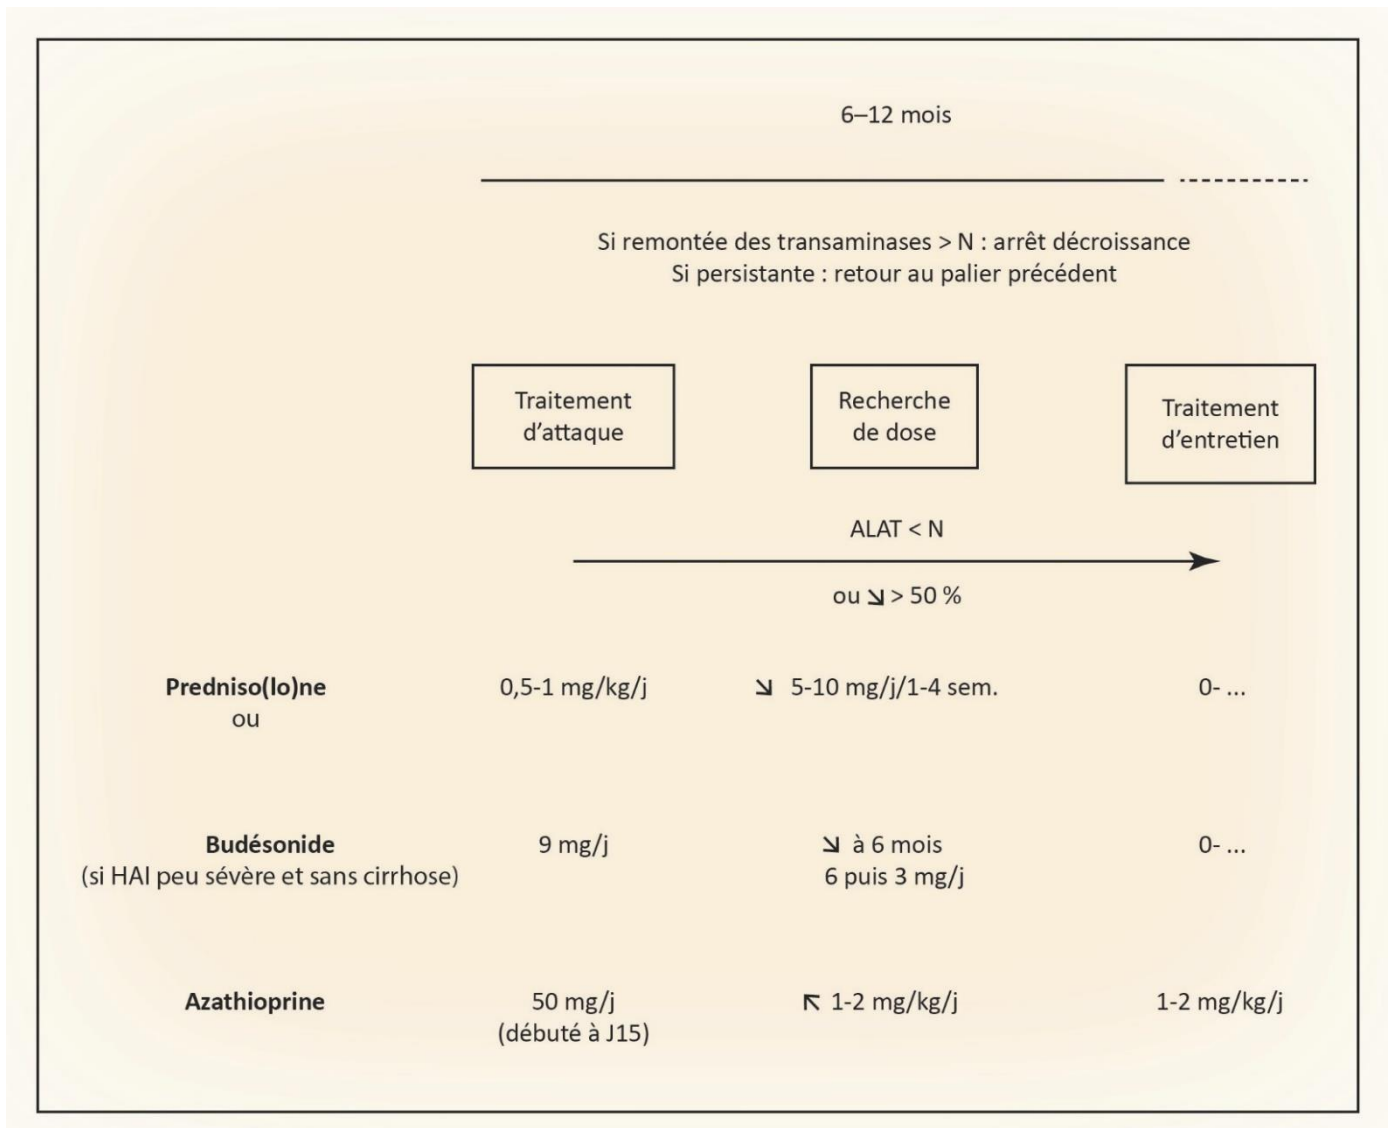 6–12 mois
Si remontée des transaminases > N : arrêt décroissance
Si persistante : retour au palier précédent
Traitement
d’attaque
Recherche
de dose
Traitement
d’entretien
ALAT < N
ou ↘ > 50 %
Predniso(lo)ne
ou
0,5-1 mg/kg/j
↘ 5-10 mg/j/1-4 sem.
0- ...
Budésonide
(si HAI peu sévère et sans cirrhose)
9 mg/j
↘ à 6 mois
6 puis 3 mg/j
0- ...
Azathioprine
50 mg/j
(débuté à J15)
↖ 1-2 mg/kg/j
1-2 mg/kg/j